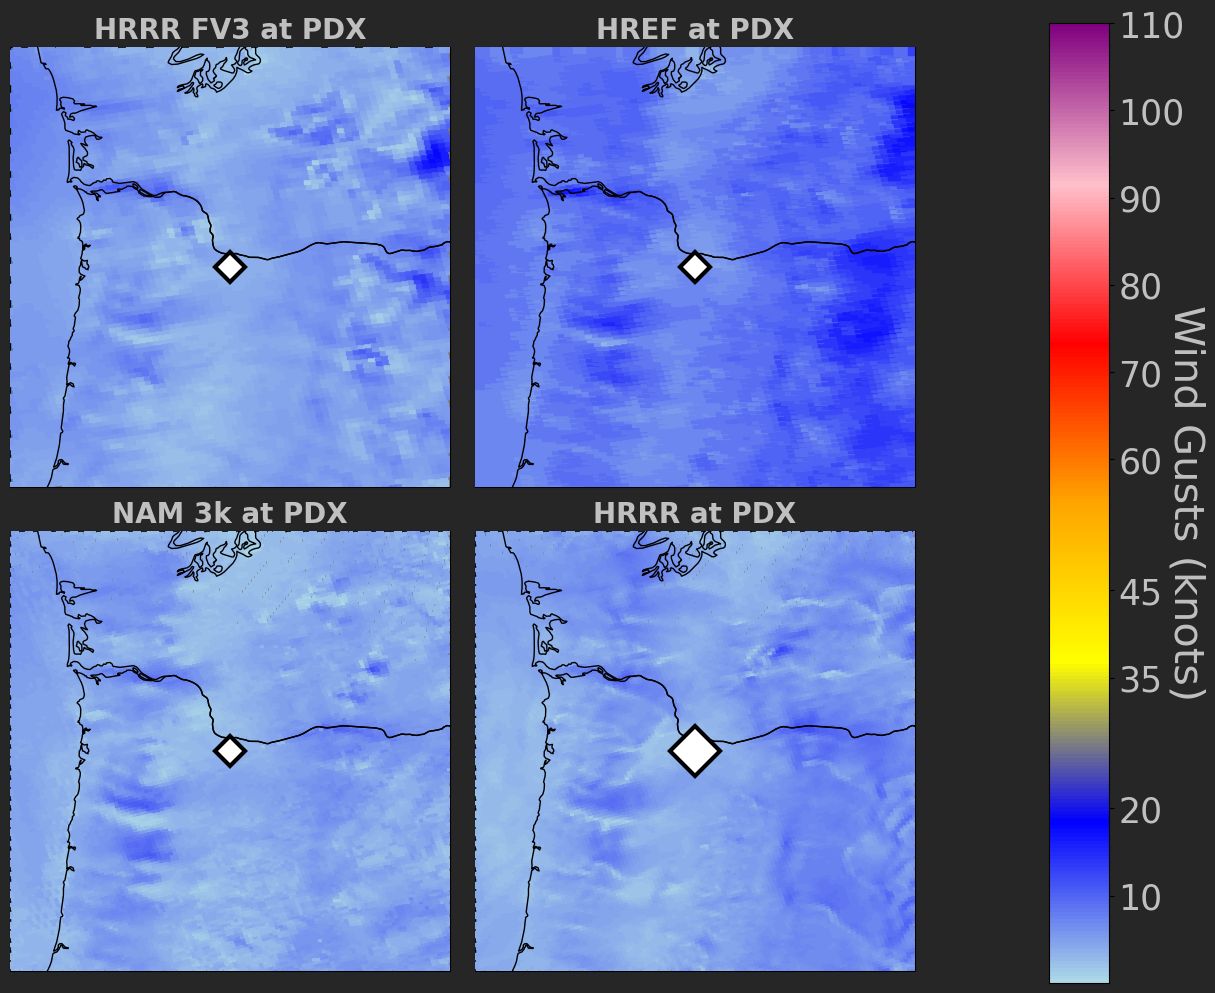 HRRR FV3 at PDX
HREF at PDX
NAM 3k at PDX
HRRR at PDX
110
100
90
80
70
60
45
35
20
10
Wind Gusts (knots)